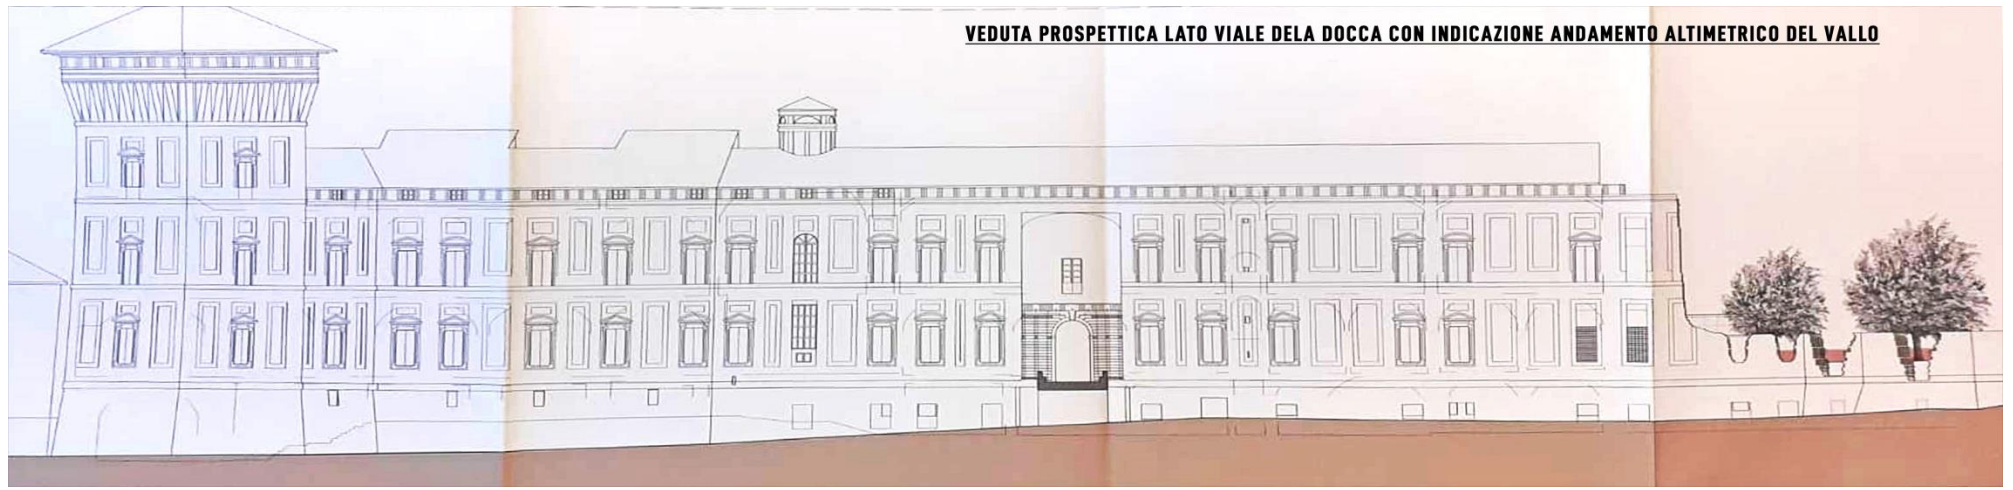 VEDUTA PROSPETTICA LATO VIALE DELA DOCCA CON INDICAZIONE ANDAMENTO ALTIMETRICO DEL VALLO